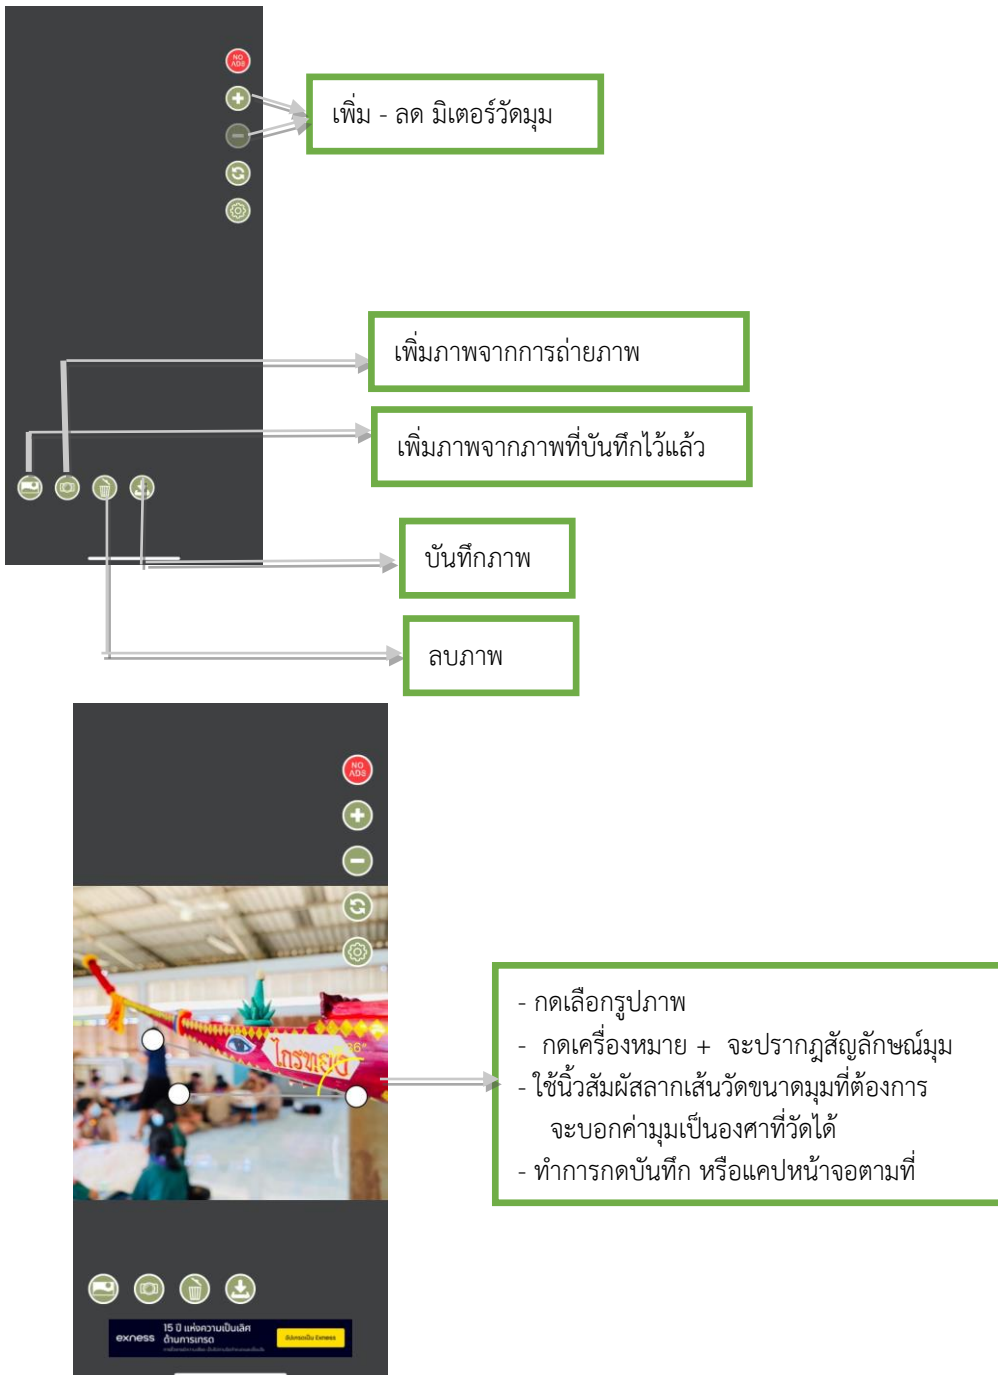 NO
ADS
เพิ่ม - ลด มิเตอร์วัดมุม
เพิ่มภาพจากการถ่ายภาพ
เพิ่มภาพจากภาพที่บันทึกไว้แล้ว
บันทึกภาพ
ลบภาพ
NO
ADS
ไกรทอง
- กดเลือกรูปภาพ
- กดเครื่องหมาย + จะปรากฎสัญลักษณ์มุม
- ใช้นิ้วสัมผัสลากเส้นวัดขนาดมุมที่ต้องการ
จะบอกค่ามุมเป็นองศาที่วัดได้
- ทำการกดบันทึก หรือแคปหน้าจอตามที่
exness
15 ปี แห่งความเป็นเลิศ
ด้านการเทรด